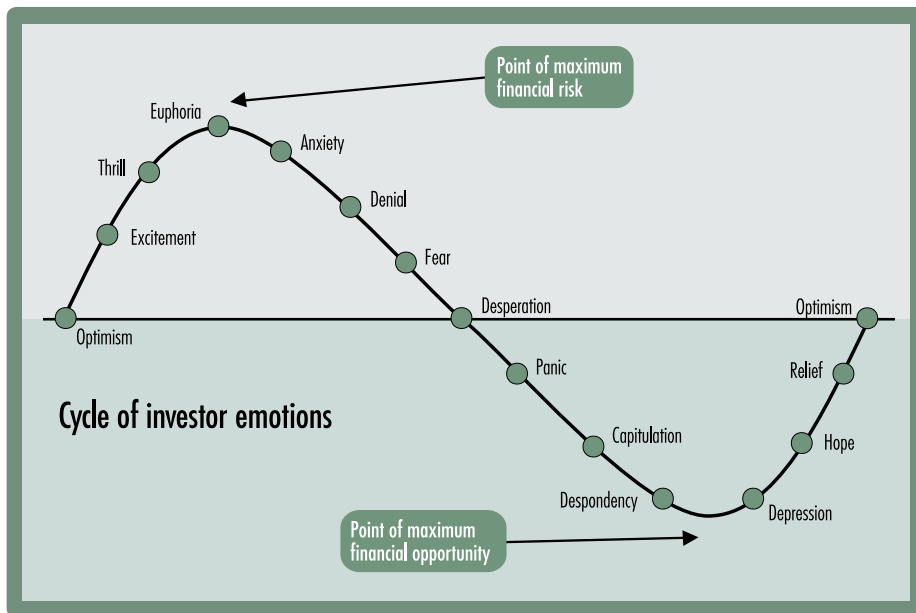 Point of maximum
financial risk
Euphoria
Anxiety
Thrill
Denial
Excitement
Fear
Desperation
Optimism
Optimism
Panic
Relief
Cycle of investor emotions
Capitulation
Hope
Despondency
Depression
Point of maximum
financial opportunity